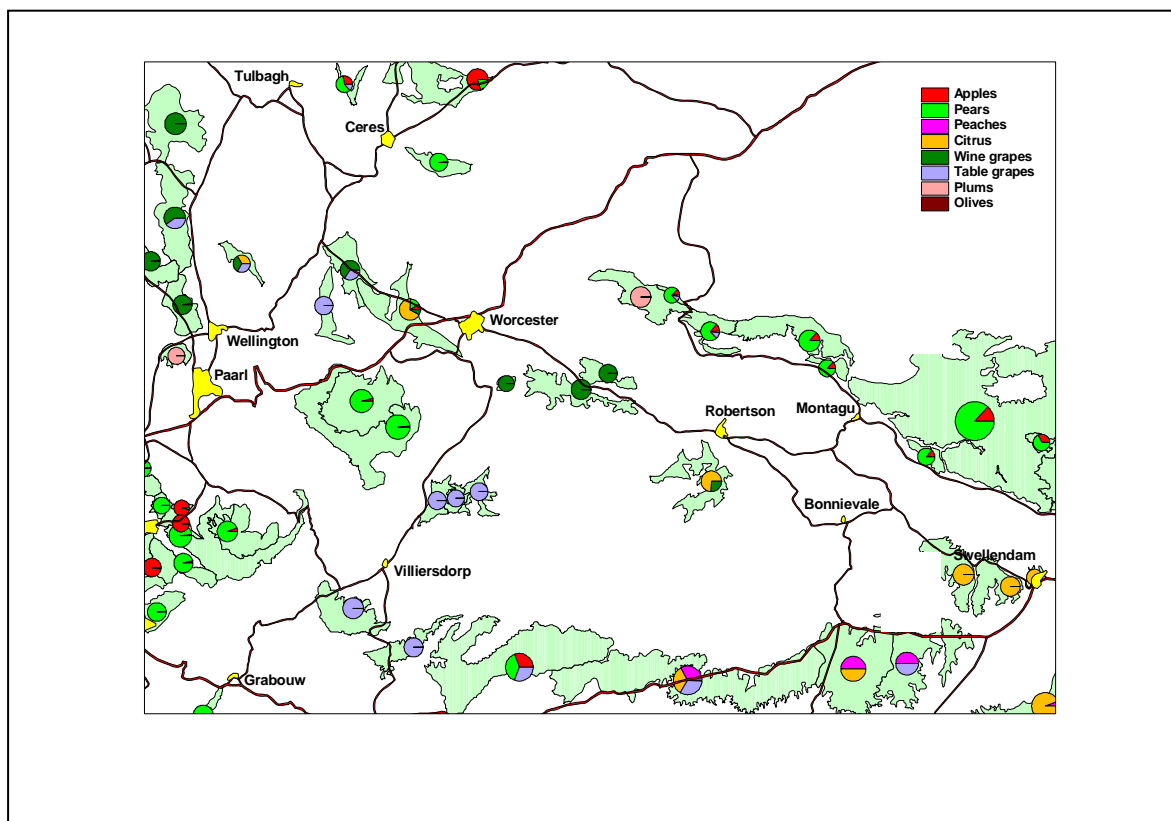 Tulbagh
Ceres
Apples
Pears
Peaches
Citrus
Wine grapes
Table grapes
Plums
Olives
Worcester
Wellington
Paarl
Robertson
Montagu
Bonnievale
Swellendam
Villiersdorp
Grabouw